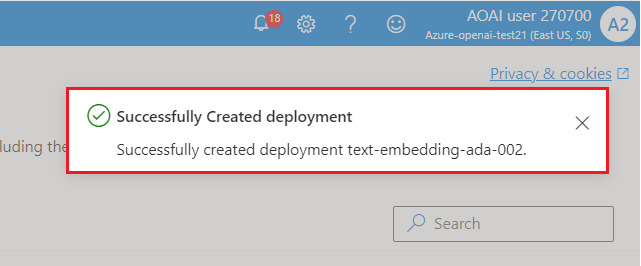 18
AOAI user 270700
Azure-openai-test21 (East US, S0)
A2
Privacy & cookies
Successfully Created deployment
luding the
Successfully created deployment text-embedding-ada-002.
Search